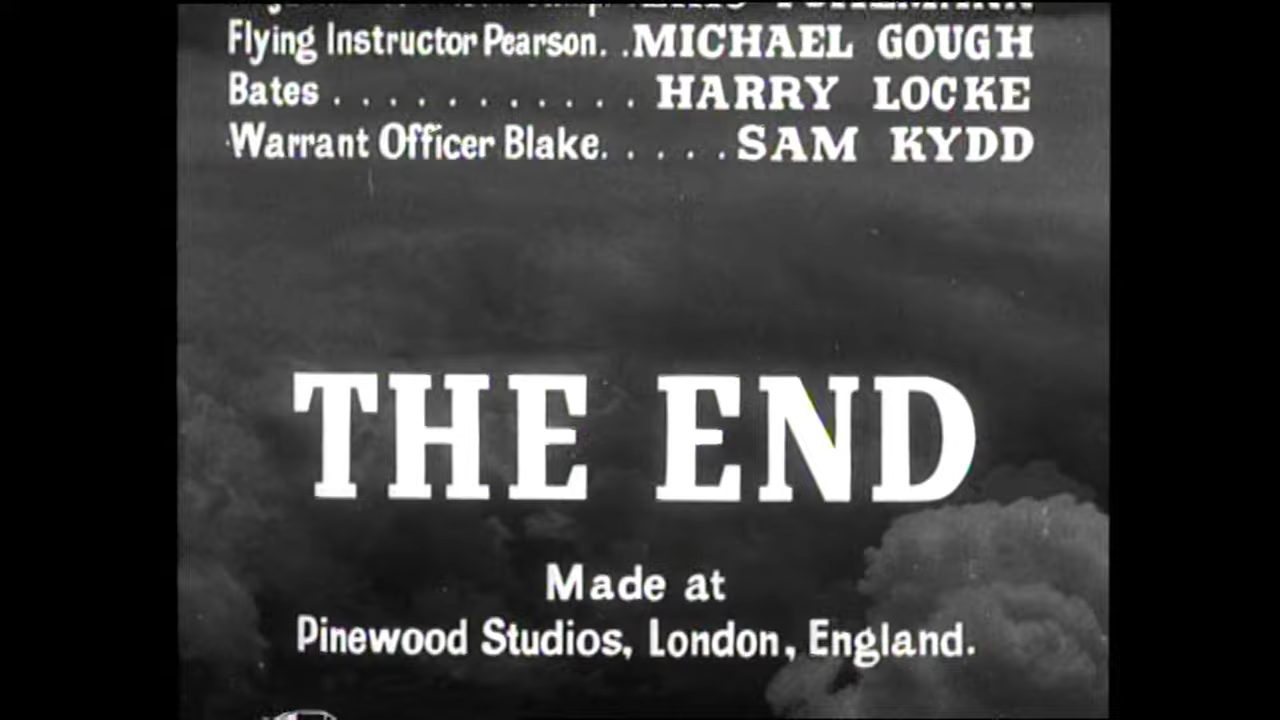 Flying Instructor Pearson. . MICHAEL GOUGH
Bates . . . . . . . . . . . . HARRY LOCKE
Warrant Officer Blake. . . . . . SAM KYDD
THE END
Made at
Pinewood Studios, London, England.